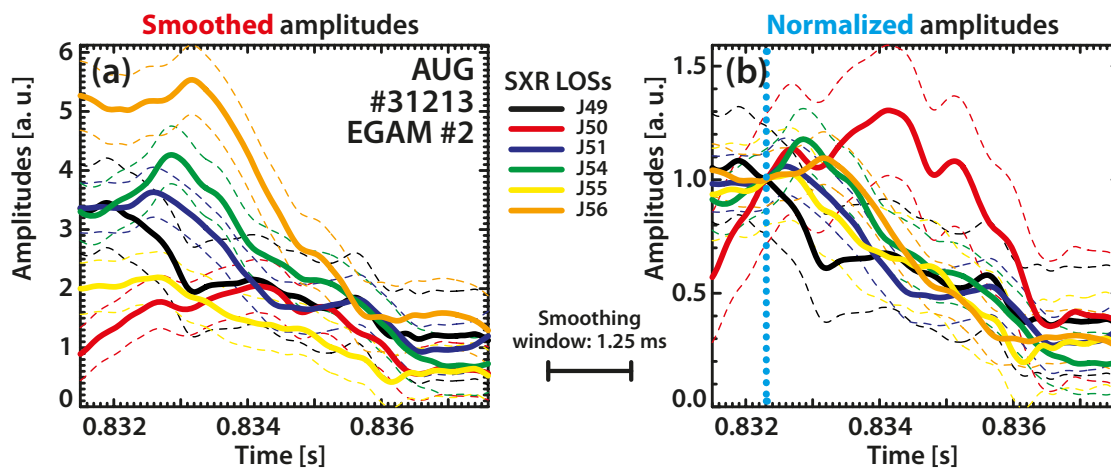 Smoothed amplitudes
Normalized amplitudes
(a)
AUG
#31213
EGAM #2
Amplitudes [a. u.]
6
5
4
3
2
1
0
0.832
0.834
0.836
Time [s]
SXR LOSs
J49
J50
J51
J54
J55
J56
Smoothing
window: 1.25 ms
(b)
Amplitudes [a. u.]
1.5
1.0
0.5
0.0
0.832
0.834
0.836
Time [s]